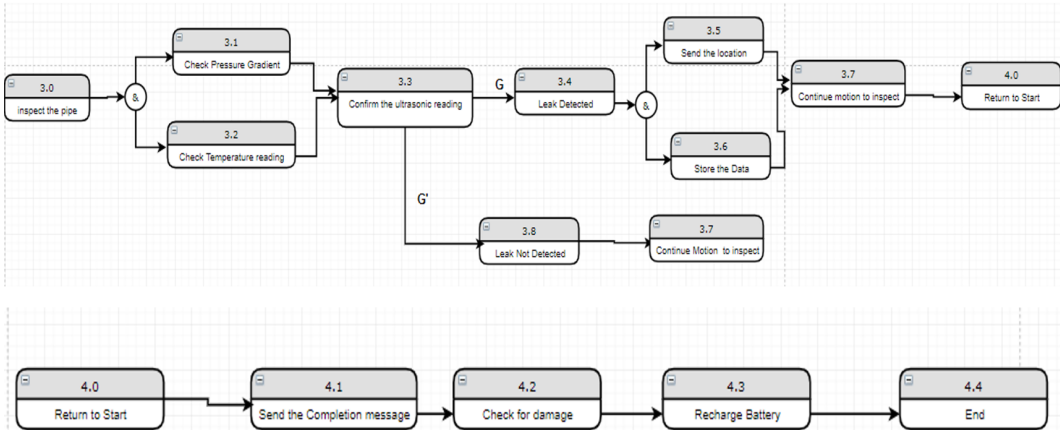 3.0
inspect the pipe
&
3.1
Check Pressure Gradient
3.2
Check Temperature reading
3.3
Confirm the ultrasonic reading
G
G'
3.4
Leak Detected
&
3.5
Send the location
3.6
Store the Data
3.7
Continue motion to inspect
4.0
Return to Start
3.8
Leak Not Detected
3.7
Continue Motion to inspect
4.0
Return to Start
4.1
Send the Completion message
4.2
Check for damage
4.3
Recharge Battery
4.4
End